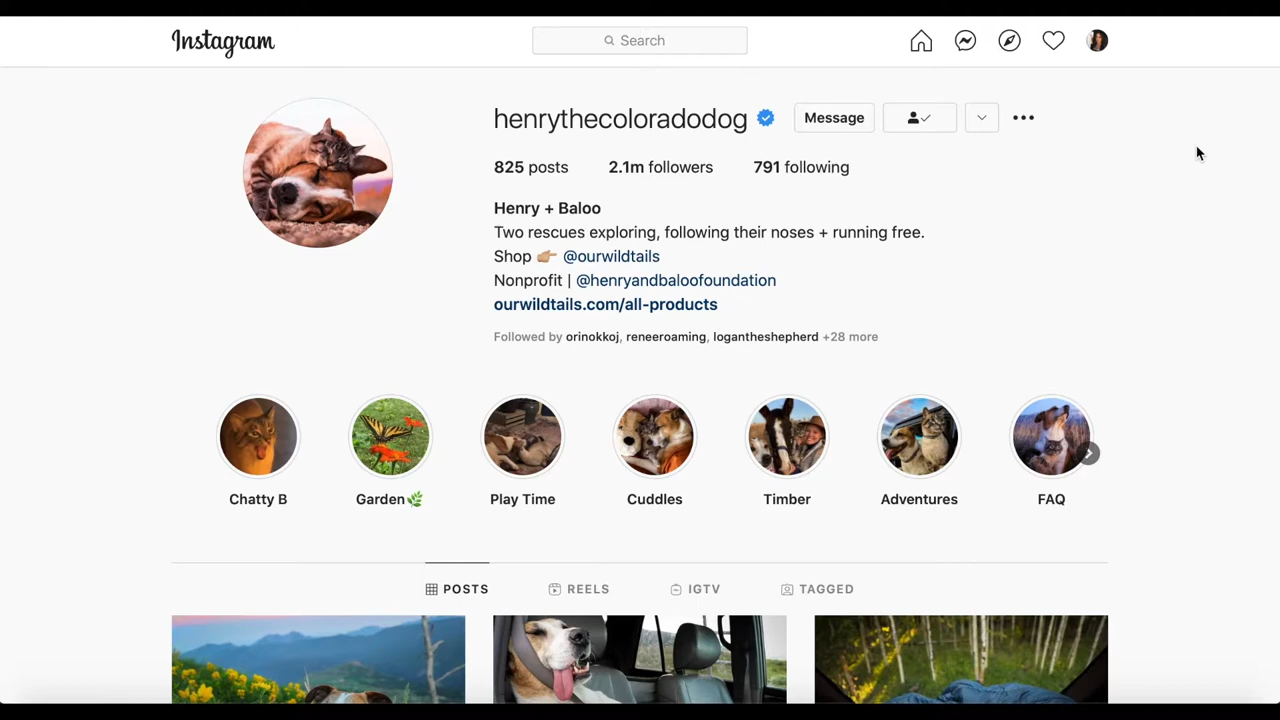 Instagram
Search
henrythecoloradodog
Message
825 posts 2.1m followers 791 following
Henry + Baloo
Two rescues exploring, following their noses + running free.
Shop 👉🏼 @ourwildtails
Nonprofit | @henryandbaloofoundation
ourwildtails.com/all-products
Followed by orinokkoj, reneeroaming, logantheshepherd +28 more
Chatty B Garden🌿 Play Time Cuddles Timber Adventures FAQ
POSTS REELS IGTV TAGGED